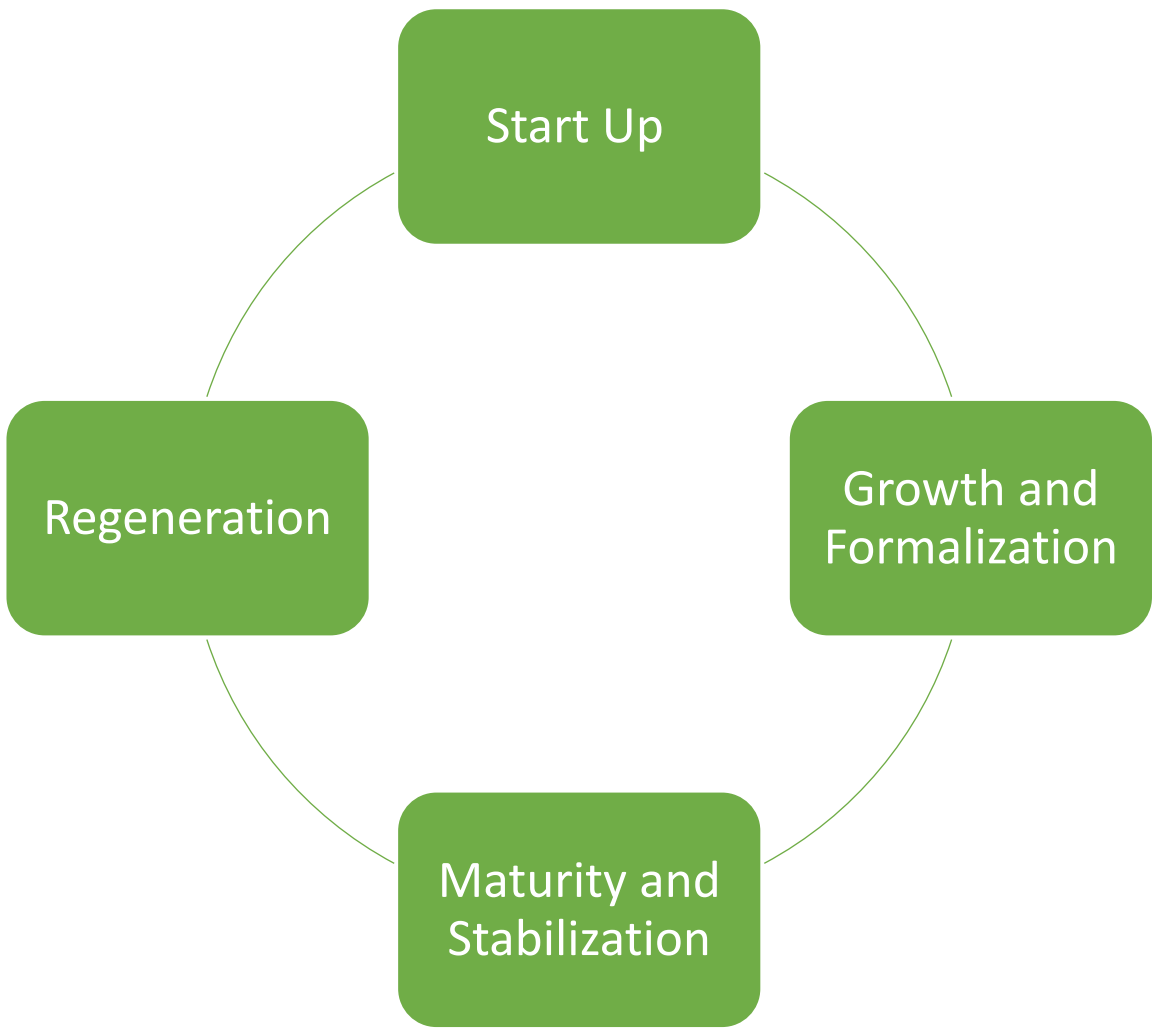 Start Up
Growth and
Formalization
Maturity and
Stabilization
Regeneration